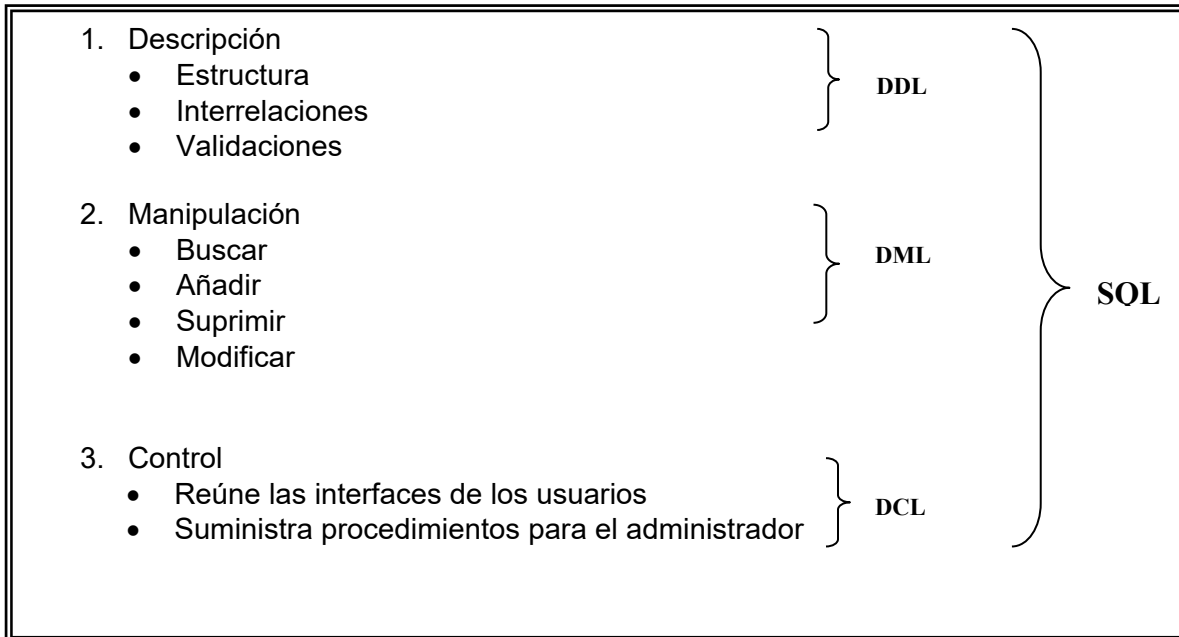 1. Descripción
• Estructura
• Interrelaciones
• Validaciones
DDL
2. Manipulación
• Buscar
• Añadir
• Suprimir
• Modificar
DML
SQL
3. Control
• Reúne las interfaces de los usuarios
• Suministra procedimientos para el administrador
DCL